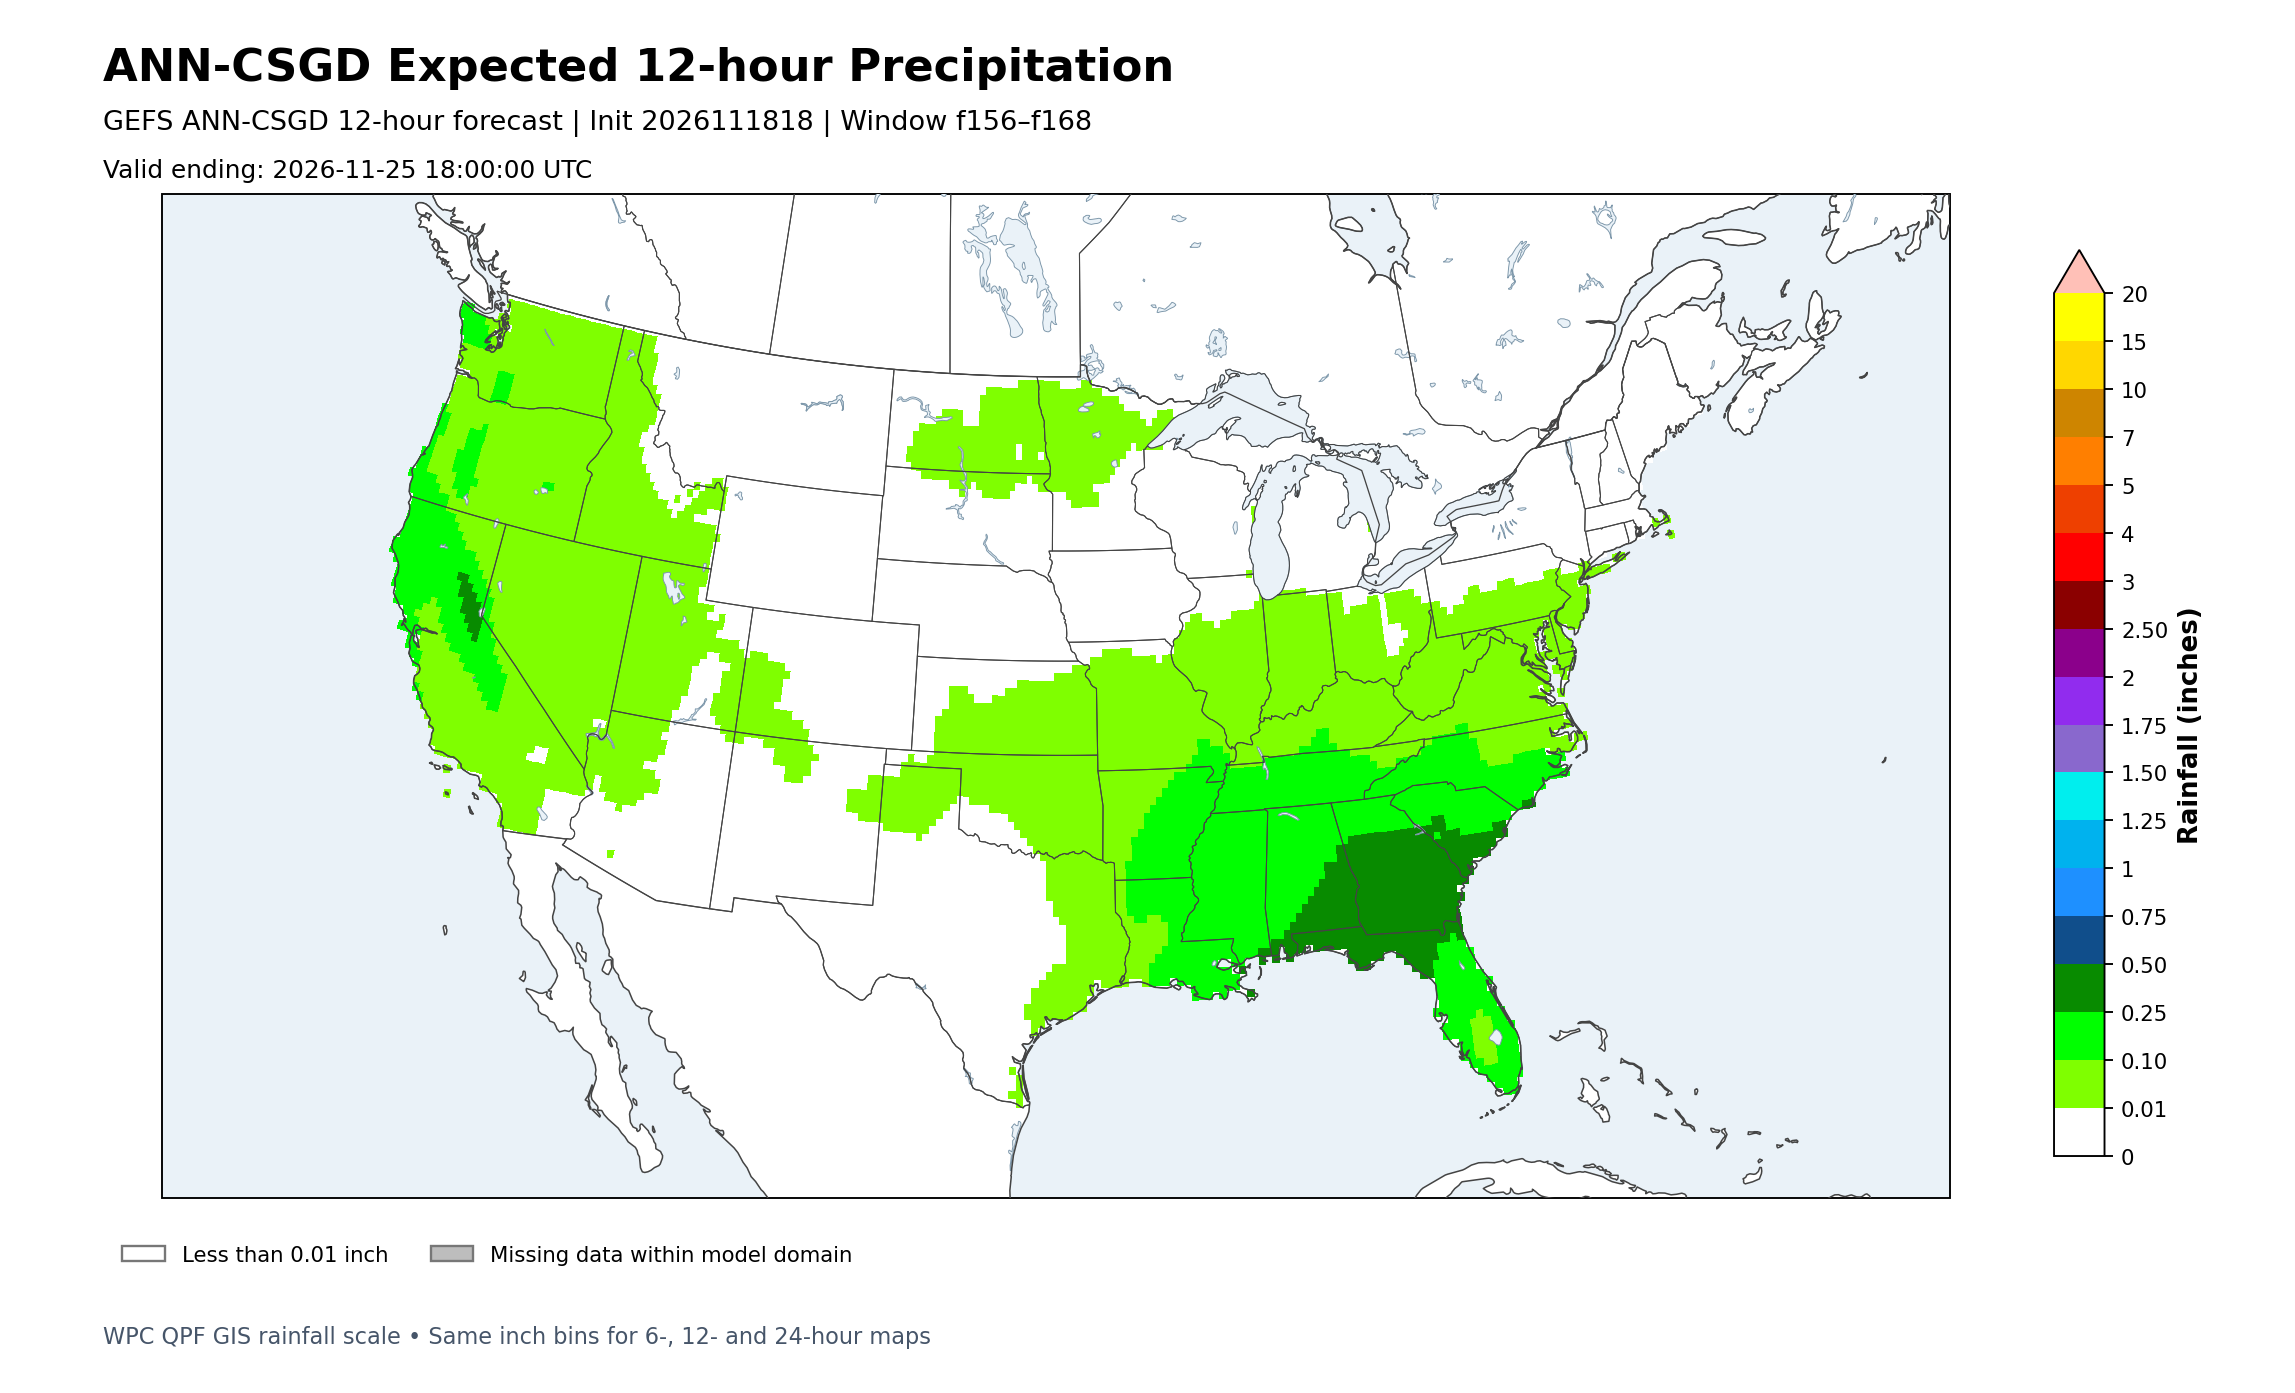 ANN-CSGD Expected 12-hour Precipitation
GEFS ANN-CSGD 12-hour forecast | Init 2026111818 | Window f156–f168
Valid ending: 2026-11-25 18:00:00 UTC
20
15
10
7
5
4
3
2.50
2
1.75
1.50
1.25
1
0.75
0.50
0.25
0.10
0.01
0
Rainfall (inches)
Less than 0.01 inch
Missing data within model domain
WPC QPF GIS rainfall scale • Same inch bins for 6-, 12- and 24-hour maps